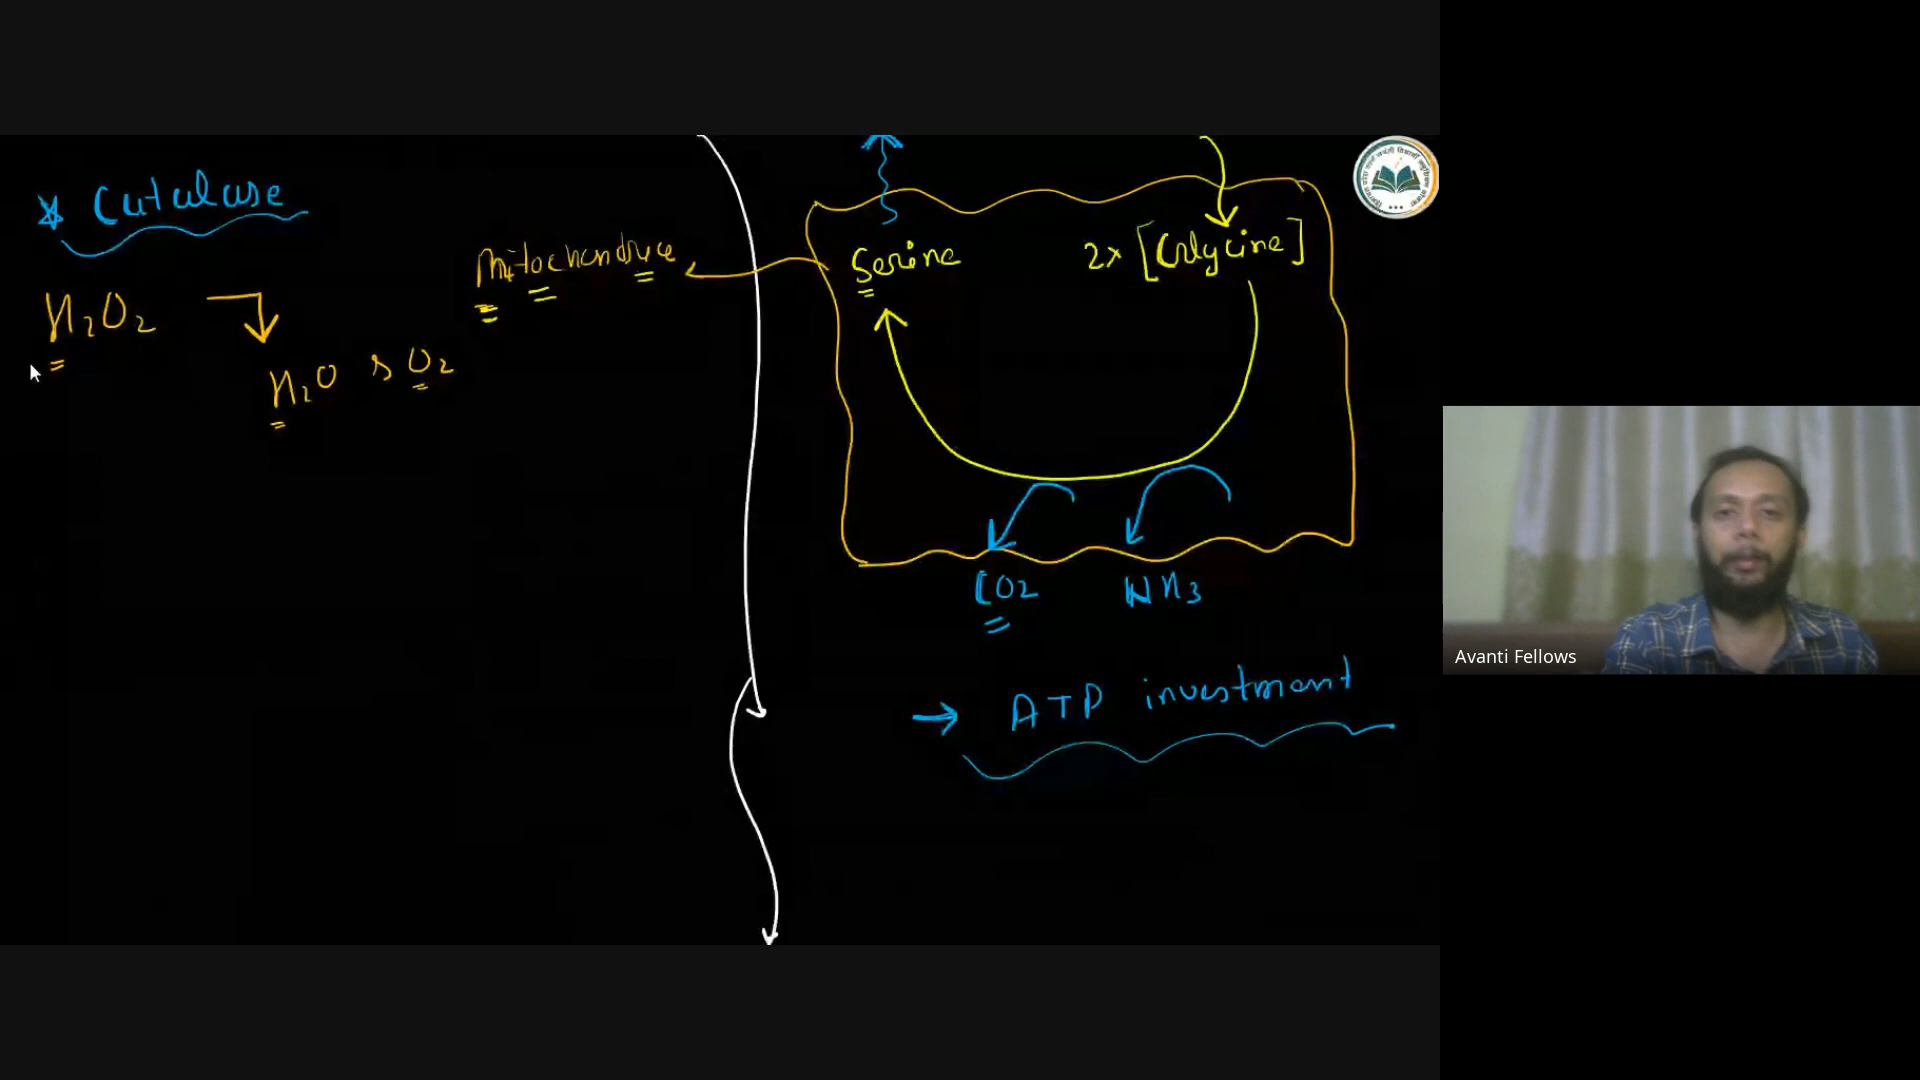 * Catalase
H₂O₂
H₂O & O₂
Mitochondria
Serine
2x [Glycine]
CO₂
NH₃
→ ATP investment
Avanti Fellows